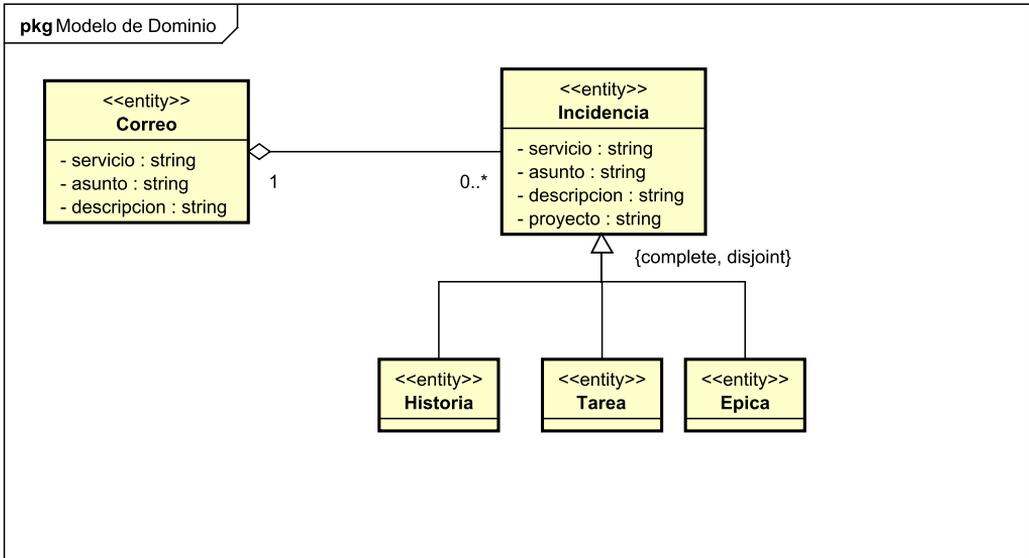 pkg Modelo de Dominio
<<entity>>
Correo
- servicio : string
- asunto : string
- descripcion : string
1
0..*
<<entity>>
Incidencia
- servicio : string
- asunto : string
- descripcion : string
- proyecto : string
{complete, disjoint}
<<entity>>
Historia
<<entity>>
Tarea
<<entity>>
Epica